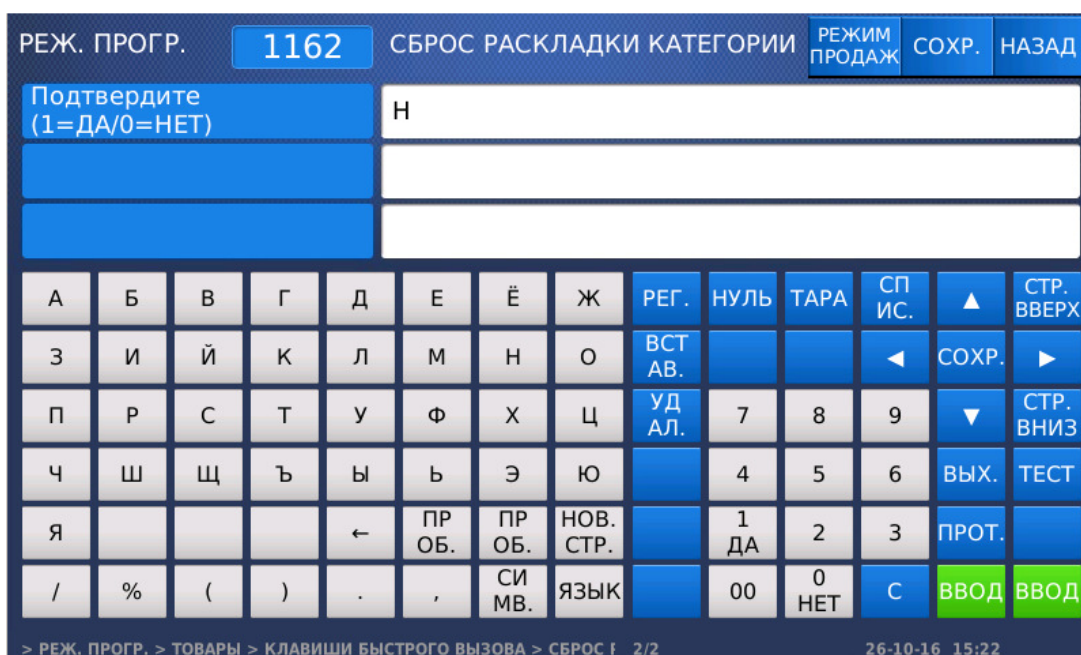 РЕЖ. ПРОГР. 1162 СБРОС РАСКЛАДКИ КАТЕГОРИИ РЕЖИМ ПРОДАЖ СОХР. НАЗАД
Подтвердите
(1=ДА/0=НЕТ)
Н
А Б В Г Д Е Ё Ж РЕГ. НУЛЬ ТАРА СП ИС. ▲ СТР. ВВЕРХ
З И Й К Л М Н О ВСТ АВ. ◀ СОХР. ▶
П Р С Т У Ф Х Ц УД АЛ. 7 8 9 ▼ СТР. ВНИЗ
Ч Ш Щ Ъ Ы Ь Э Ю 4 5 6 ВЫХ. ТЕСТ
Я ← ПР ОБ. ПР ОБ. НОВ. СТР. 1 ДА 2 3 ПРОТ.
/ % ( ) . , СИ МВ. ЯЗЫК 00 0 НЕТ С ВВОД ВВОД
> РЕЖ. ПРОГР. > ТОВАРЫ > КЛАВИШИ БЫСТРОГО ВЫЗОВА > СБРОС 2/2 26-10-16 15:22